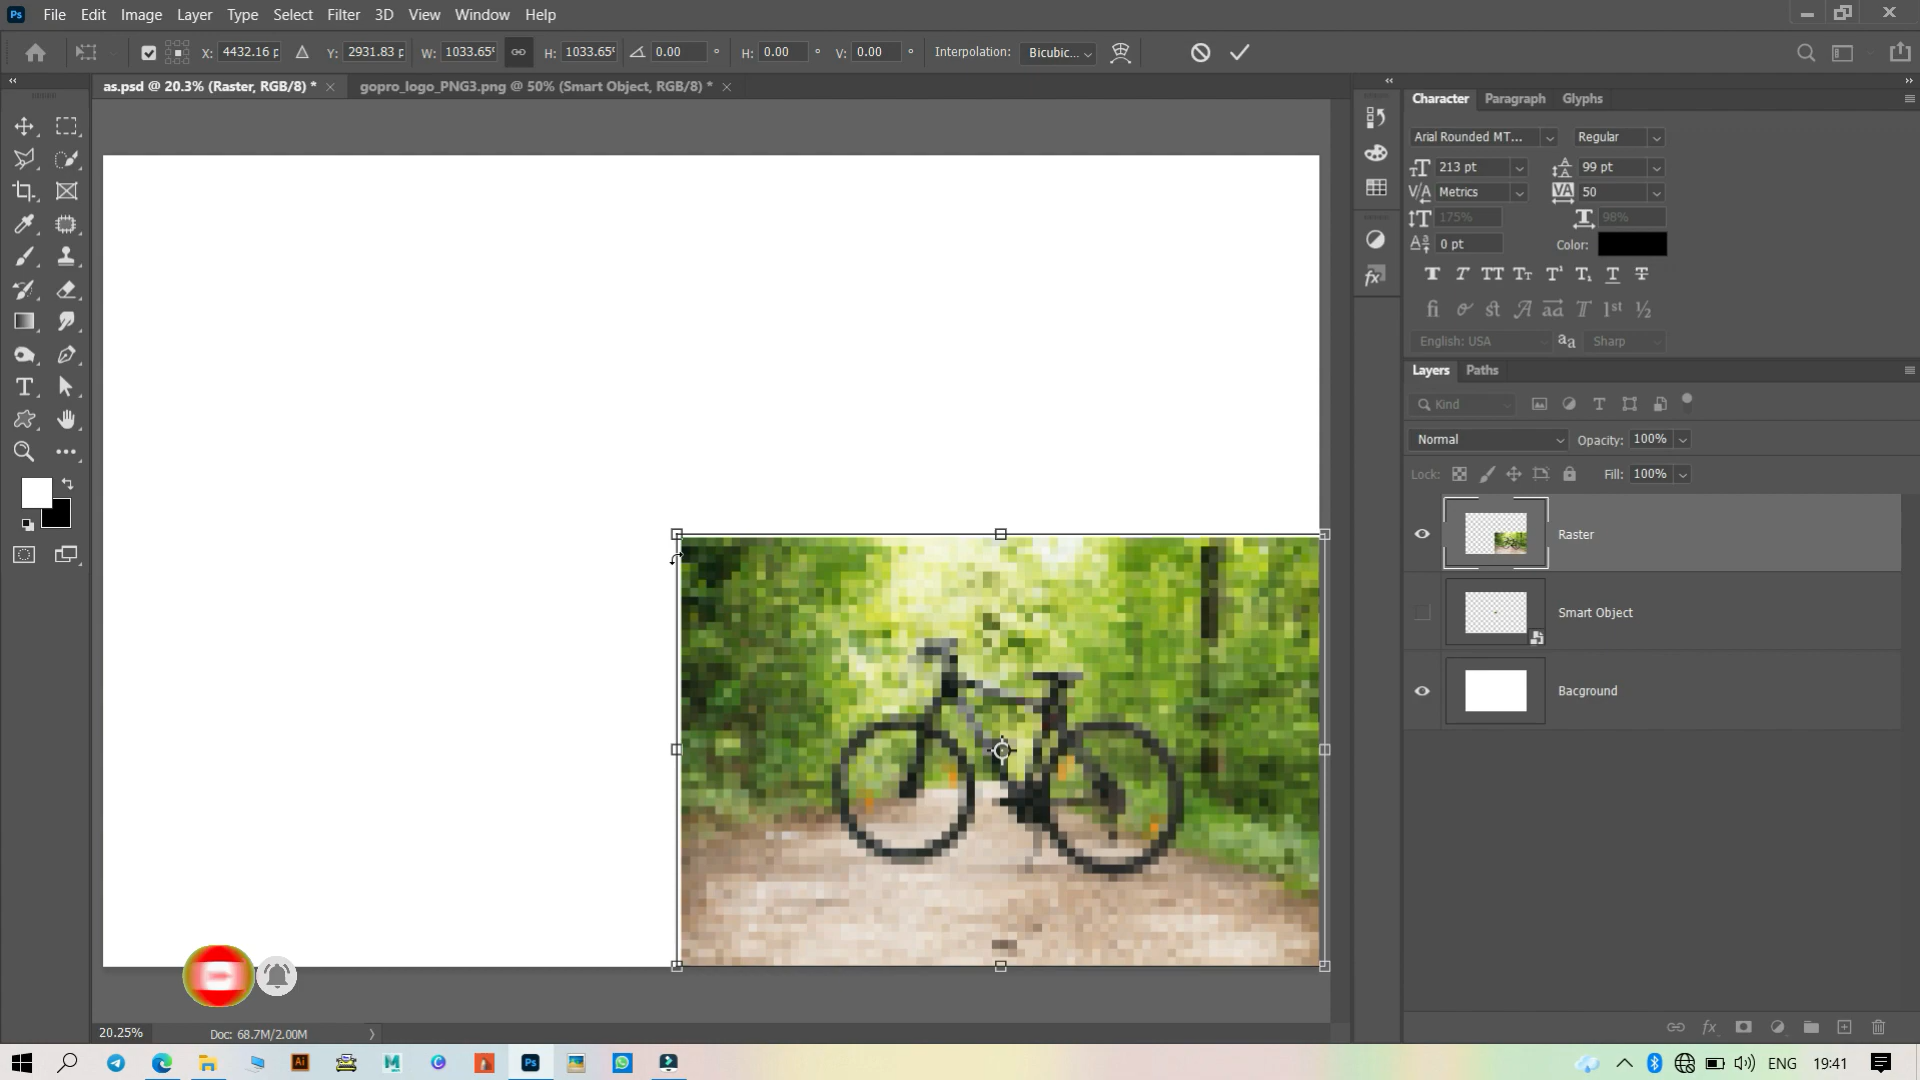 Ps File Edit Image Layer Type Select Filter 3D View Window Help
X: 4432.16 p Y: 2931.83 p W: 1033.65% H: 1033.65% 0.00 ° H: 0.00 ° V: 0.00 ° Interpolation: Bicubic...
as.psd @ 20.3% (Raster, RGB/8) * gopro_logo_PNG3.png @ 50% (Smart Object, RGB/8) *
Character Paragraph Glyphs
Arial Rounded MT... Regular
213 pt 99 pt
Metrics 50
175% 98%
0 pt Color:
English: USA Sharp
Layers Paths
Kind
Normal Opacity: 100%
Lock: Fill: 100%
Raster
Smart Object
Bacground
20.25% Doc: 68.7M/2.00M
ENG 19:41